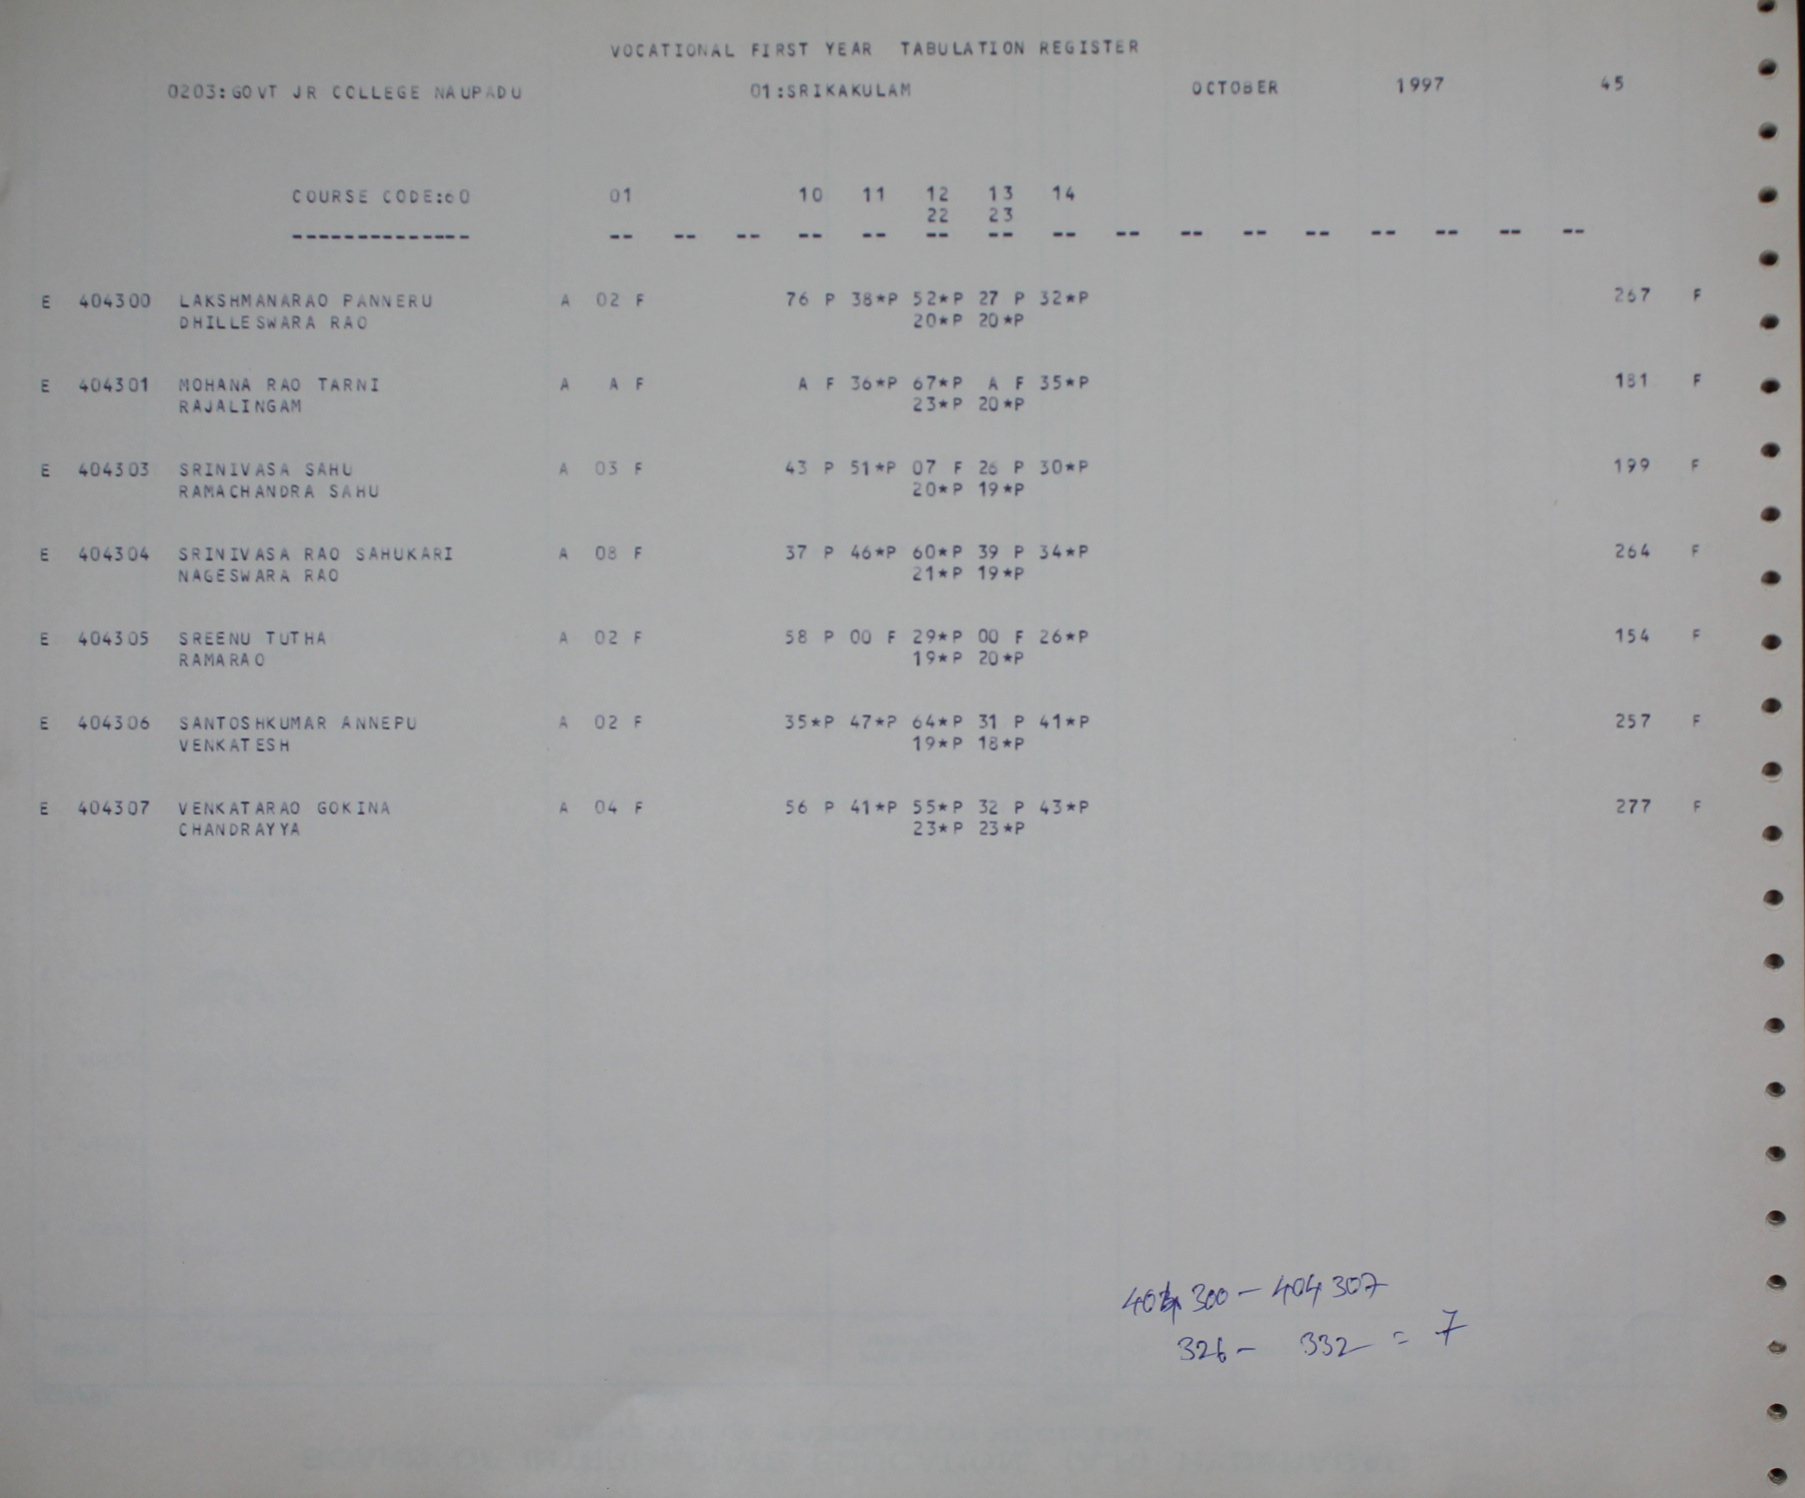 VOCATIONAL FIRST YEAR TABULATION REGISTER
0203:GOVT JR COLLEGE NAUPADU 01:SRIKAKULAM OCTOBER 1997 45
COURSE CODE:60 01 10 11 12 13 14
22 23
-------------- -- -- -- -- -- -- -- -- -- -- -- -- -- -- -- --
E 404300 LAKSHMANARAO PANNERU A 02 F 76 P 38*P 52*P 27 P 32*P 267 F
DHILLESWARA RAO 20*P 20*P
E 404301 MOHANA RAO TARNI A A F A F 36*P 67*P A F 35*P 181 F
RAJALINGAM 23*P 20*P
E 404303 SRINIVASA SAHU A 03 F 43 P 51*P 07 F 26 P 30*P 199 F
RAMACHANDRA SAHU 20*P 19*P
E 404304 SRINIVASA RAO SAHUKARI A 08 F 37 P 46*P 60*P 39 P 34*P 264 F
NAGESWARA RAO 21*P 19*P
E 404305 SREENU TUTHA A 02 F 58 P 00 F 29*P 00 F 26*P 154 F
RAMARAO 19*P 20*P
E 404306 SANTOSHKUMAR ANNEPU A 02 F 35*P 47*P 64*P 31 P 41*P 257 F
VENKATESH 19*P 18*P
E 404307 VENKATARAO GOKINA A 04 F 56 P 41*P 55*P 32 P 43*P 277 F
CHANDRAYYA 23*P 23*P
404300 - 404307
326 - 332 = 7